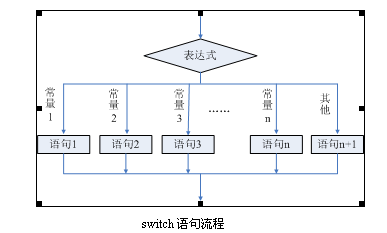 表达式
常量1
常量2
常量3
……
常量n
其他
语句1
语句2
语句3
语句n
语句n+1
switch 语句流程